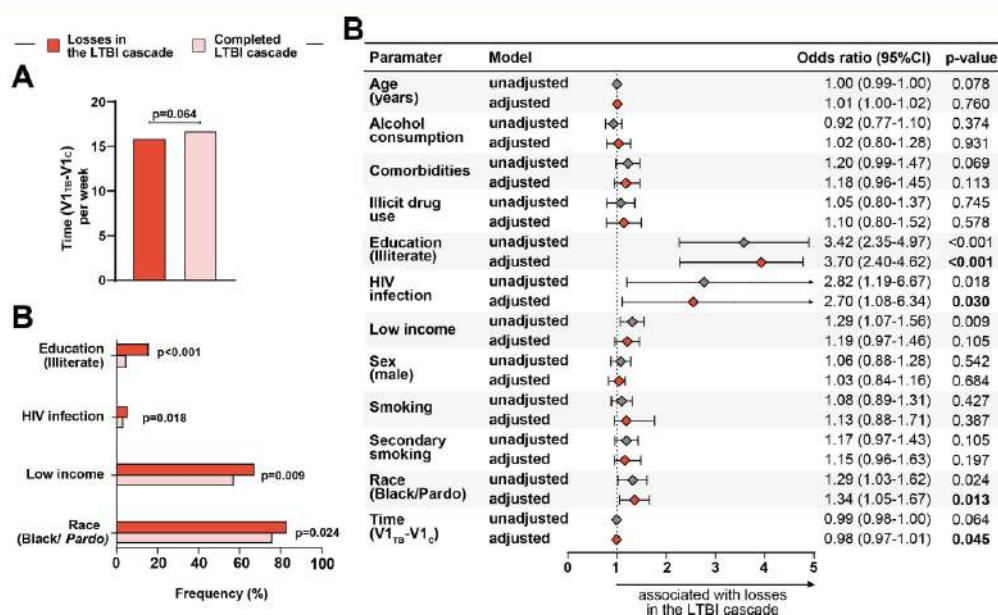 Losses in
the LTBI cascade
Completed
LTBI cascade
A
20
15
10
5
0
Time (V1TB-V1C)
per week
p=0.064
B
Education
(Illiterate)
p<0.001
HIV infection
p=0.018
Low income
p=0.009
Race
(Black/ Pardo)
p=0.024
0 20 40 60 80 100
Frequency (%)
B
Paramater Model Odds ratio (95%CI) p-value
Age
(years)
unadjusted 1.00 (0.99-1.00) 0.078
adjusted 1.01 (1.00-1.02) 0.760
Alcohol
consumption
unadjusted 0.92 (0.77-1.10) 0.374
adjusted 1.02 (0.80-1.28) 0.931
Comorbidities
unadjusted 1.20 (0.99-1.47) 0.069
adjusted 1.18 (0.96-1.45) 0.113
Illicit drug
use
unadjusted 1.05 (0.80-1.37) 0.745
adjusted 1.10 (0.80-1.52) 0.578
Education
(Illiterate)
unadjusted 3.42 (2.35-4.97) <0.001
adjusted 3.70 (2.40-4.62) <0.001
HIV
infection
unadjusted 2.82 (1.19-6.67) 0.018
adjusted 2.70 (1.08-6.34) 0.030
Low income
unadjusted 1.29 (1.07-1.56) 0.009
adjusted 1.19 (0.97-1.46) 0.105
Sex
(male)
unadjusted 1.06 (0.88-1.28) 0.542
adjusted 1.03 (0.84-1.16) 0.684
Smoking
unadjusted 1.08 (0.89-1.31) 0.427
adjusted 1.13 (0.88-1.71) 0.387
Secondary
smoking
unadjusted 1.17 (0.97-1.43) 0.105
adjusted 1.15 (0.96-1.63) 0.197
Race
(Black/Pardo)
unadjusted 1.29 (1.03-1.62) 0.024
adjusted 1.34 (1.05-1.67) 0.013
Time
(V1TB-V1C)
unadjusted 0.99 (0.98-1.00) 0.064
adjusted 0.98 (0.97-1.01) 0.045
0 1 2 3 4 5
associated with losses
in the LTBI cascade